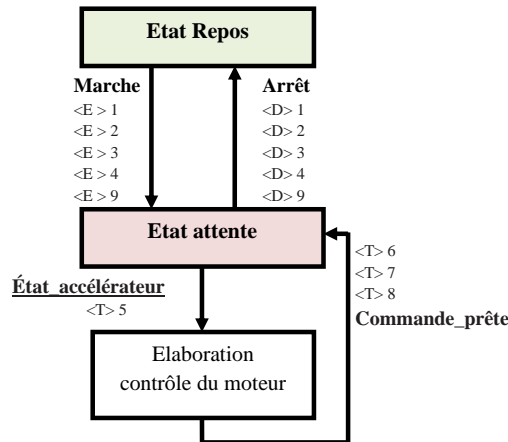 Etat Repos
Marche
<E > 1
<E > 2
<E > 3
<E > 4
<E > 9
Arrêt
<D> 1
<D> 2
<D> 3
<D> 4
<D> 9
Etat attente
État_accélérateur
<T> 5
<T> 6
<T> 7
<T> 8
Commande_prête
Elaboration
contrôle du moteur